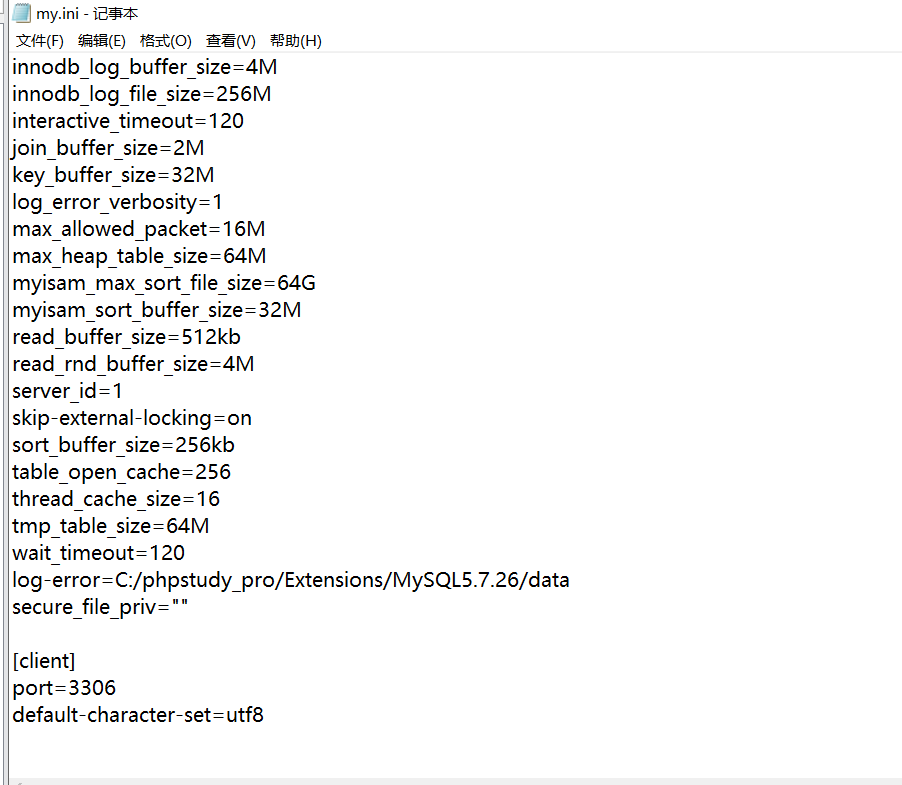 my.ini - 记事本
文件(F) 编辑(E) 格式(O) 查看(V) 帮助(H)
innodb_log_buffer_size=4M
innodb_log_file_size=256M
interactive_timeout=120
join_buffer_size=2M
key_buffer_size=32M
log_error_verbosity=1
max_allowed_packet=16M
max_heap_table_size=64M
myisam_max_sort_file_size=64G
myisam_sort_buffer_size=32M
read_buffer_size=512kb
read_rnd_buffer_size=4M
server_id=1
skip-external-locking=on
sort_buffer_size=256kb
table_open_cache=256
thread_cache_size=16
tmp_table_size=64M
wait_timeout=120
log-error=C:/phpstudy_pro/Extensions/MySQL5.7.26/data
secure_file_priv=""
[client]
port=3306
default-character-set=utf8